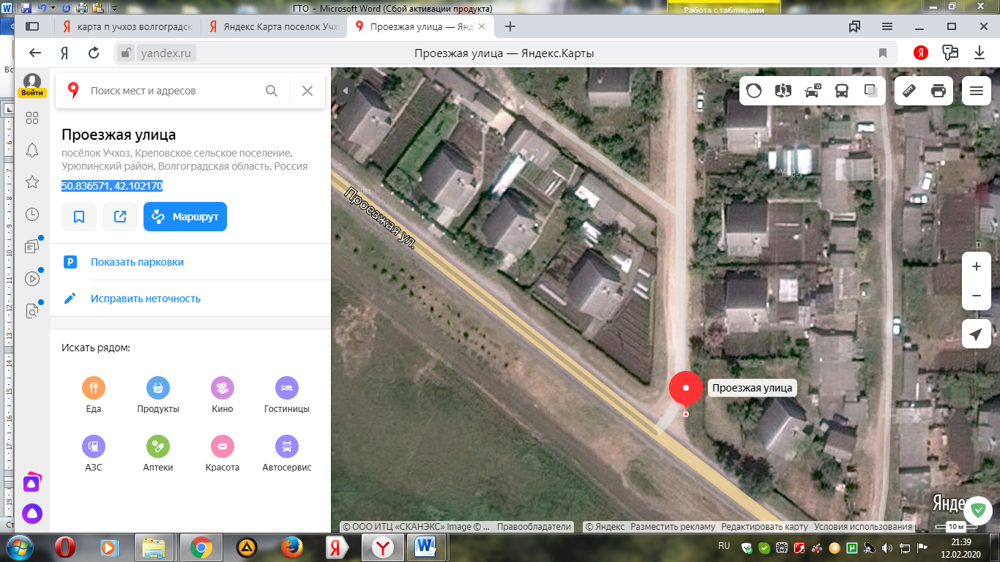 ГТО - Microsoft Word (Сбой активации продукта)
Работа с таблицами
карта п учхоз волгоградск
Яндекс Карта поселок Учхо
Проезжая улица — Янд
yandex.ru
Проезжая улица — Яндекс.Карты
Войти
Поиск мест и адресов
Проезжая улица
посёлок Учхоз, Креповское сельское поселение,
Урюпинский район, Волгоградская область, Россия
50.836571, 42.102170
Маршрут
Показать парковки
Исправить неточность
Искать рядом:
Еда
Продукты
Кино
Гостиницы
АЗС
Аптеки
Красота
Автосервис
Проезжая ул.
Yandex
Проезжая улица
Яндекс
© ООО ИТЦ «СКАНЭКС» Image © ... Правообладатели
© Яндекс Разместить рекламу Редактировать карту Условия использования
10 м
RU
21:39
12.02.2020